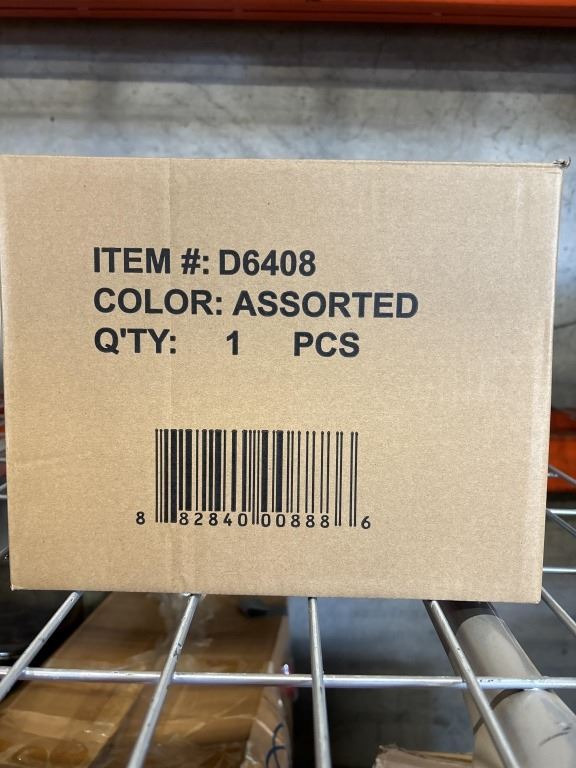 ITEM #: D6408
COLOR: ASSORTED
Q'TY: 1 PCS
8 82840 00888 6